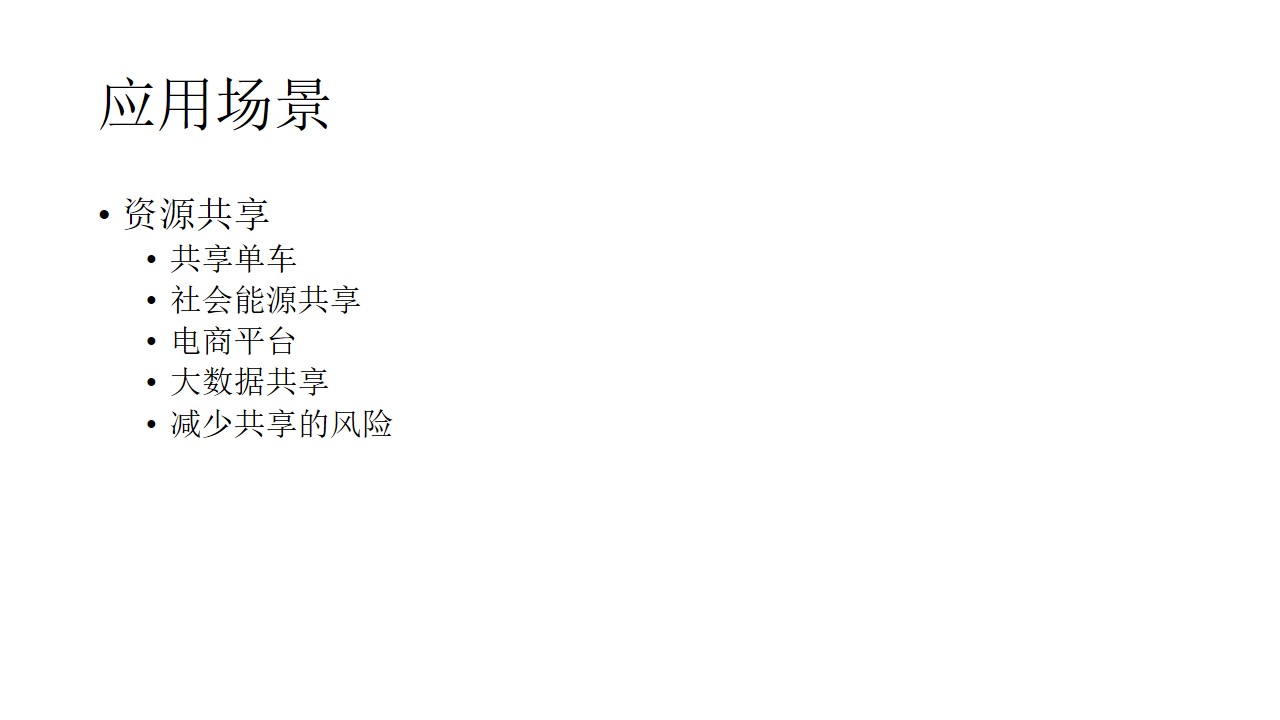 应用场景
• 资源共享
• 共享单车
• 社会能源共享
• 电商平台
• 大数据共享
• 减少共享的风险